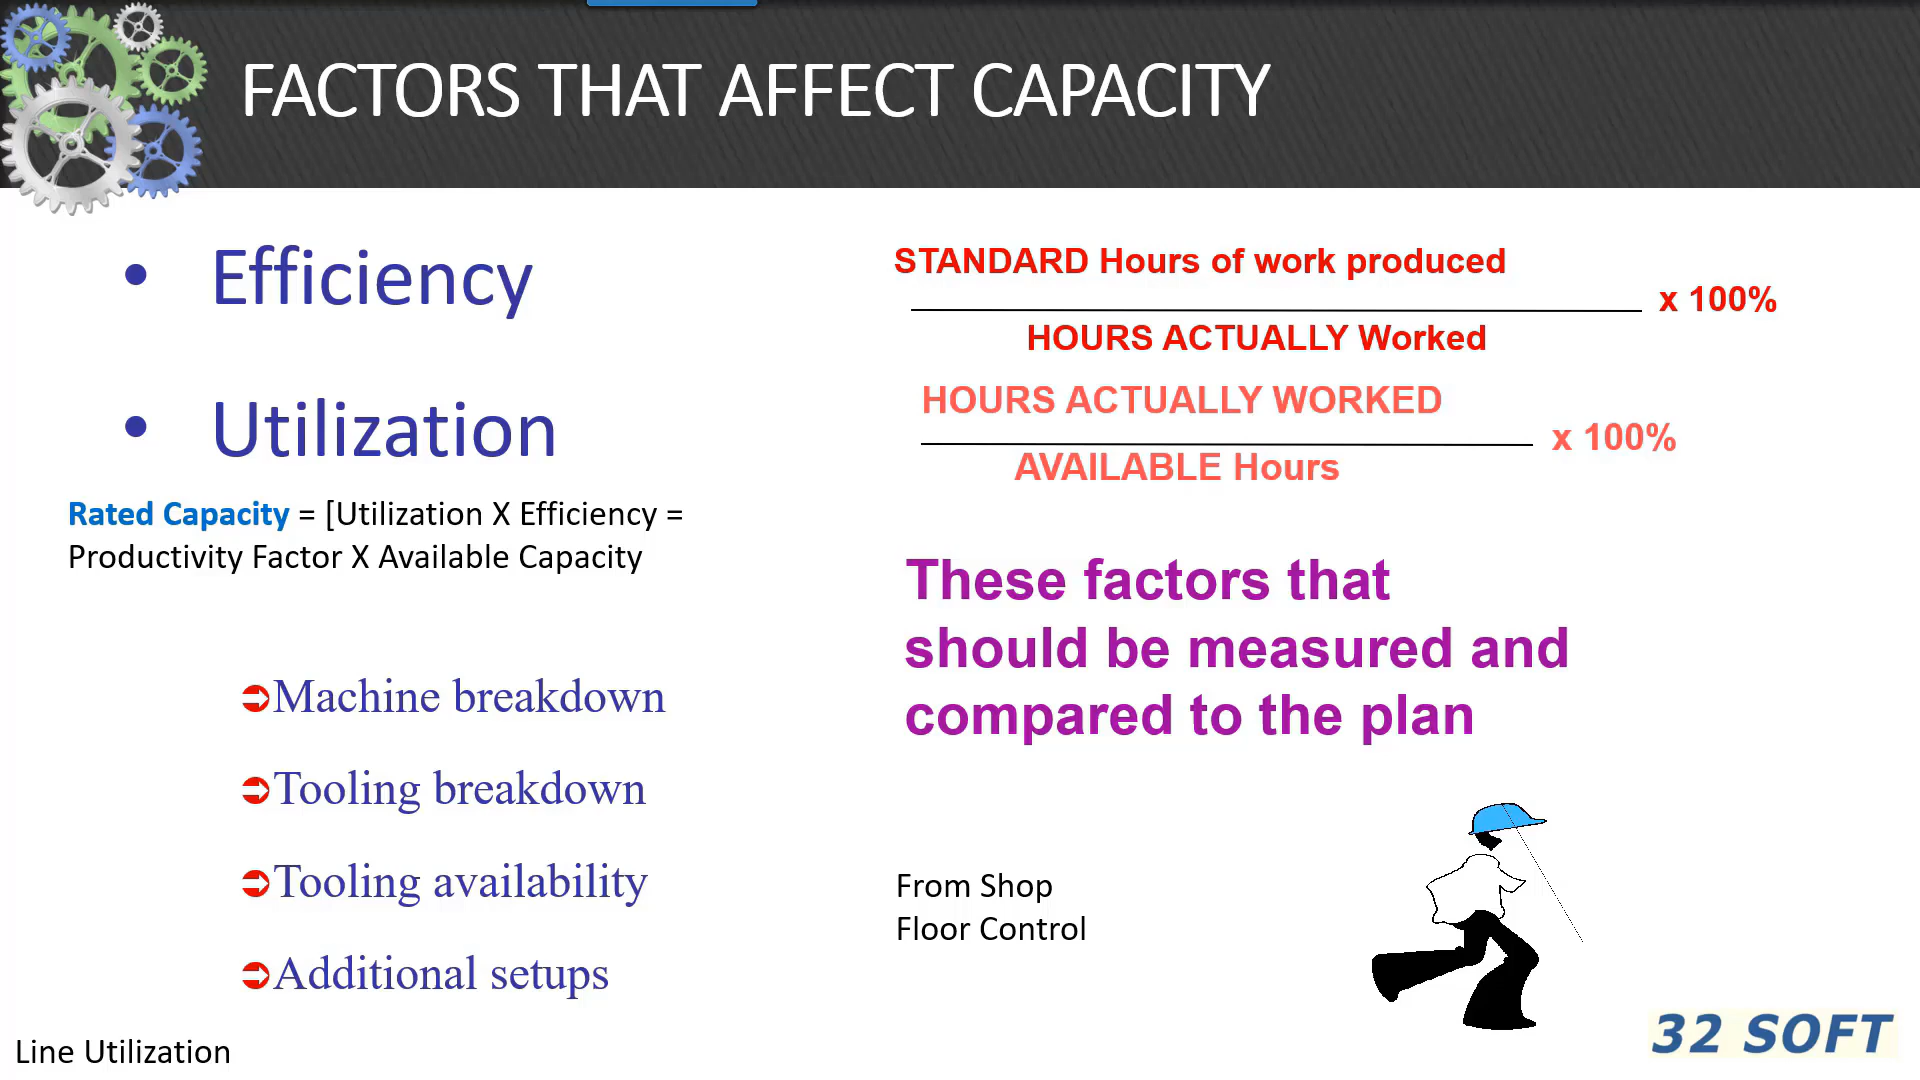 FACTORS THAT AFFECT CAPACITY
• Efficiency
STANDARD Hours of work produced
x 100%
HOURS ACTUALLY Worked
• Utilization
HOURS ACTUALLY WORKED
x 100%
AVAILABLE Hours
Rated Capacity = [Utilization X Efficiency =
Productivity Factor X Available Capacity
These factors that
should be measured and
compared to the plan
Machine breakdown
Tooling breakdown
Tooling availability
Additional setups
From Shop
Floor Control
Line Utilization
32 SOFT